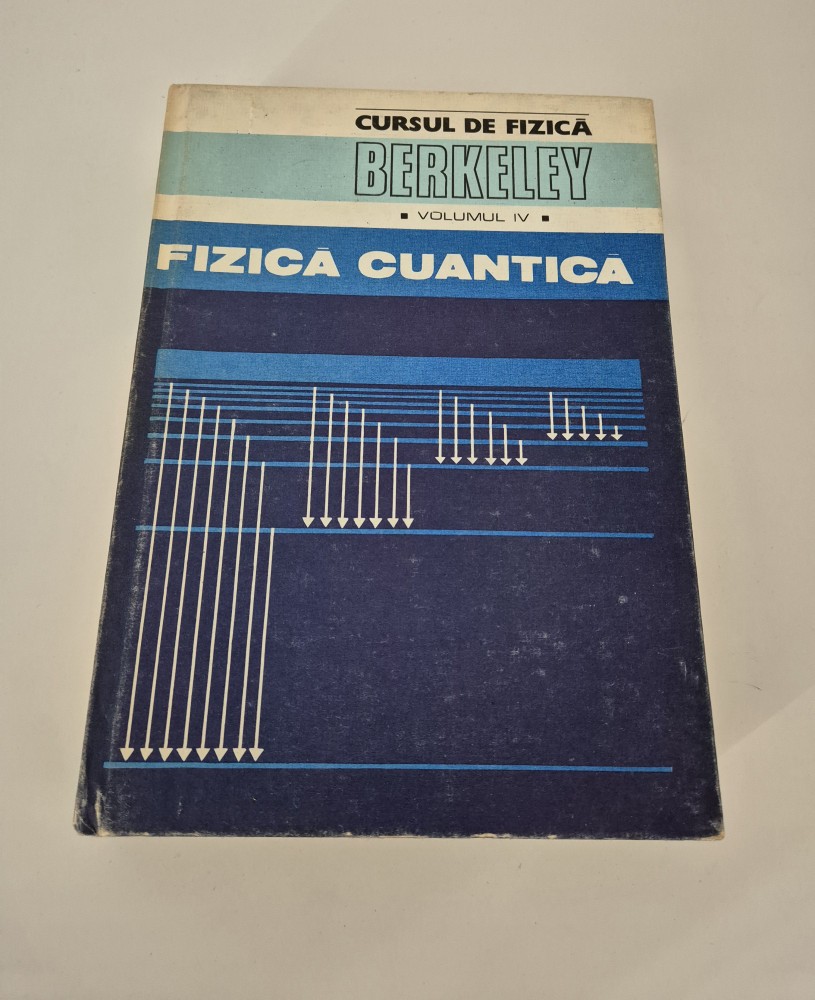 CURSUL DE FIZICĂ
BERKELEY
▪ VOLUMUL IV ▪
FIZICĂ CUANTICĂ